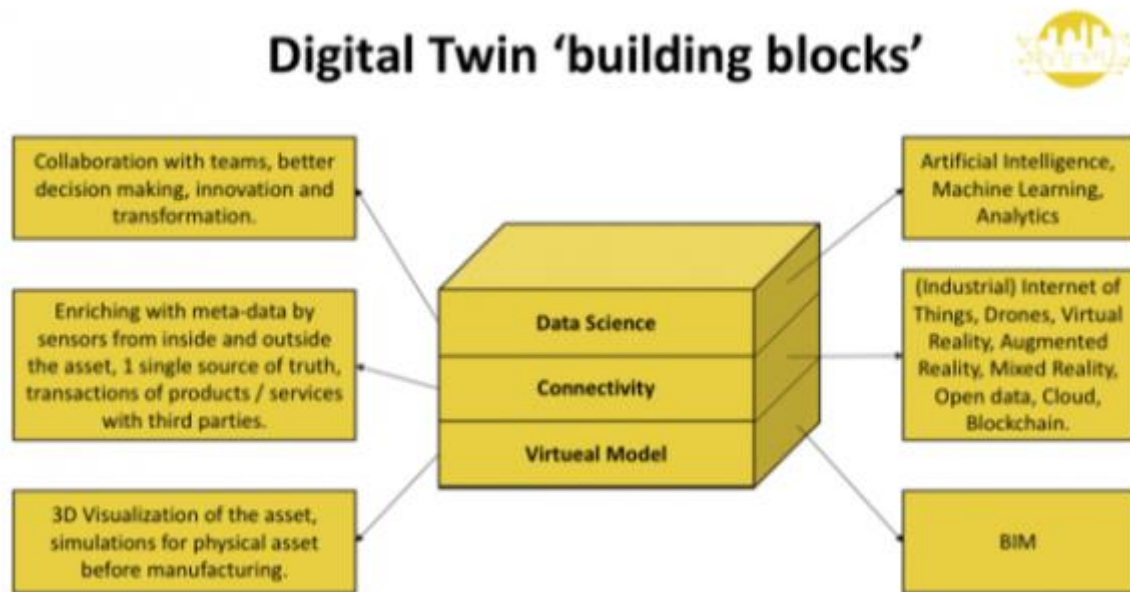 Digital Twin ‘building blocks’
Collaboration with teams, better
decision making, innovation and
transformation.
Enriching with meta-data by
sensors from inside and outside
the asset, 1 single source of truth,
transactions of products / services
with third parties.
3D Visualization of the asset,
simulations for physical asset
before manufacturing.
Data Science
Connectivity
Virtueal Model
Artificial Intelligence,
Machine Learning,
Analytics
(Industrial) Internet of
Things, Drones, Virtual
Reality, Augmented
Reality, Mixed Reality,
Open data, Cloud,
Blockchain.
BIM